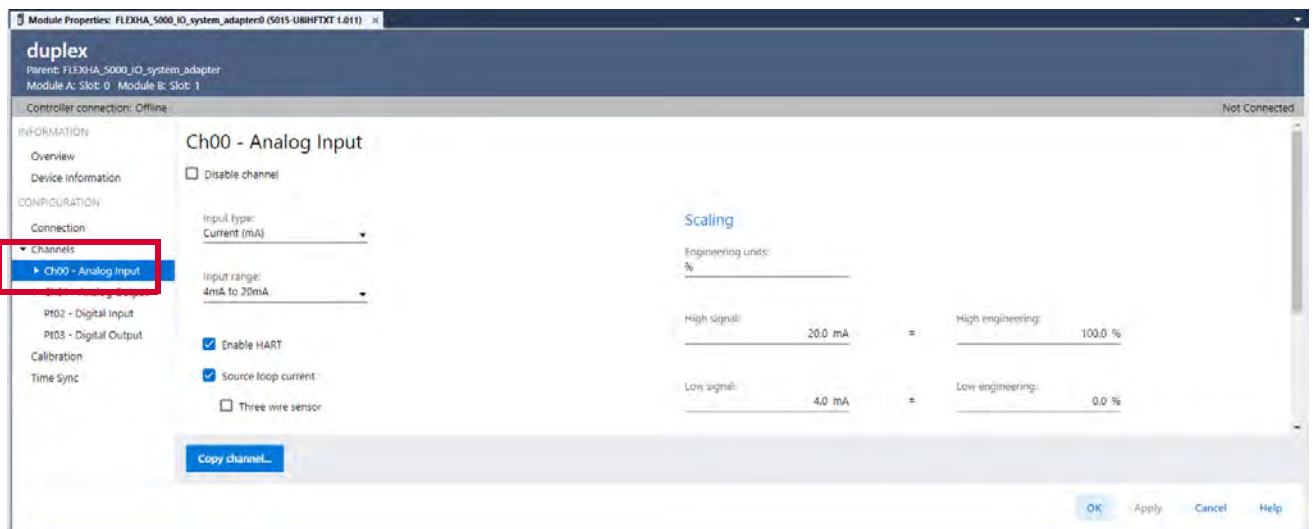 Module Properties: FLEXHA_5000_IO_system_adapter:0 (5015-U8IHFTXT 1.011) ×
duplex
Parent: FLEXHA_5000_IO_system_adapter
Module A: Slot: 0 Module B: Slot: 1
Controller connection: Offline
Not Connected
INFORMATION
Overview
Device Information
CONFIGURATION
Connection
Channels
Ch00 - Analog Input
Pt02 - Digital Input
Pt03 - Digital Output
Calibration
Time Sync
Ch00 - Analog Input
Disable channel
Input type:
Current (mA)
Input range:
4mA to 20mA
Enable HART
Source loop current
Three wire sensor
Scaling
Engineering units:
%
High signal:
20.0 mA
=
High engineering:
100.0 %
Low signal:
4.0 mA
=
Low engineering:
0.0 %
Copy channel...
OK Apply Cancel Help